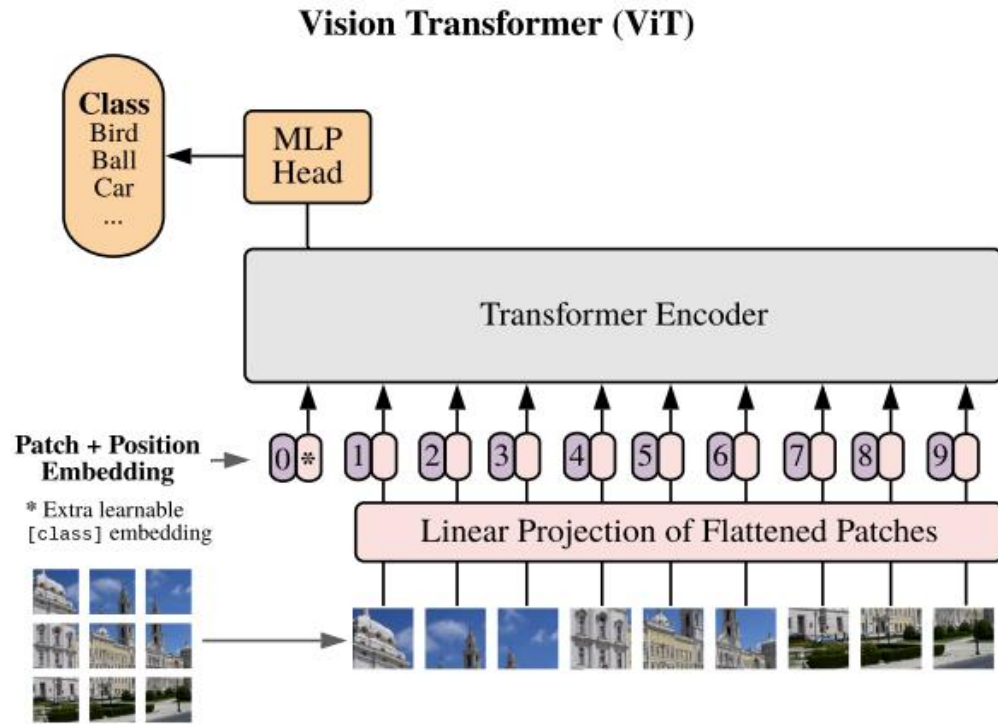 Vision Transformer (ViT)
Class
Bird
Ball
Car
...
MLP
Head
Transformer Encoder
Patch + Position
Embedding
0 * 1 2 3 4 5 6 7 8 9
* Extra learnable
[class] embedding
Linear Projection of Flattened Patches